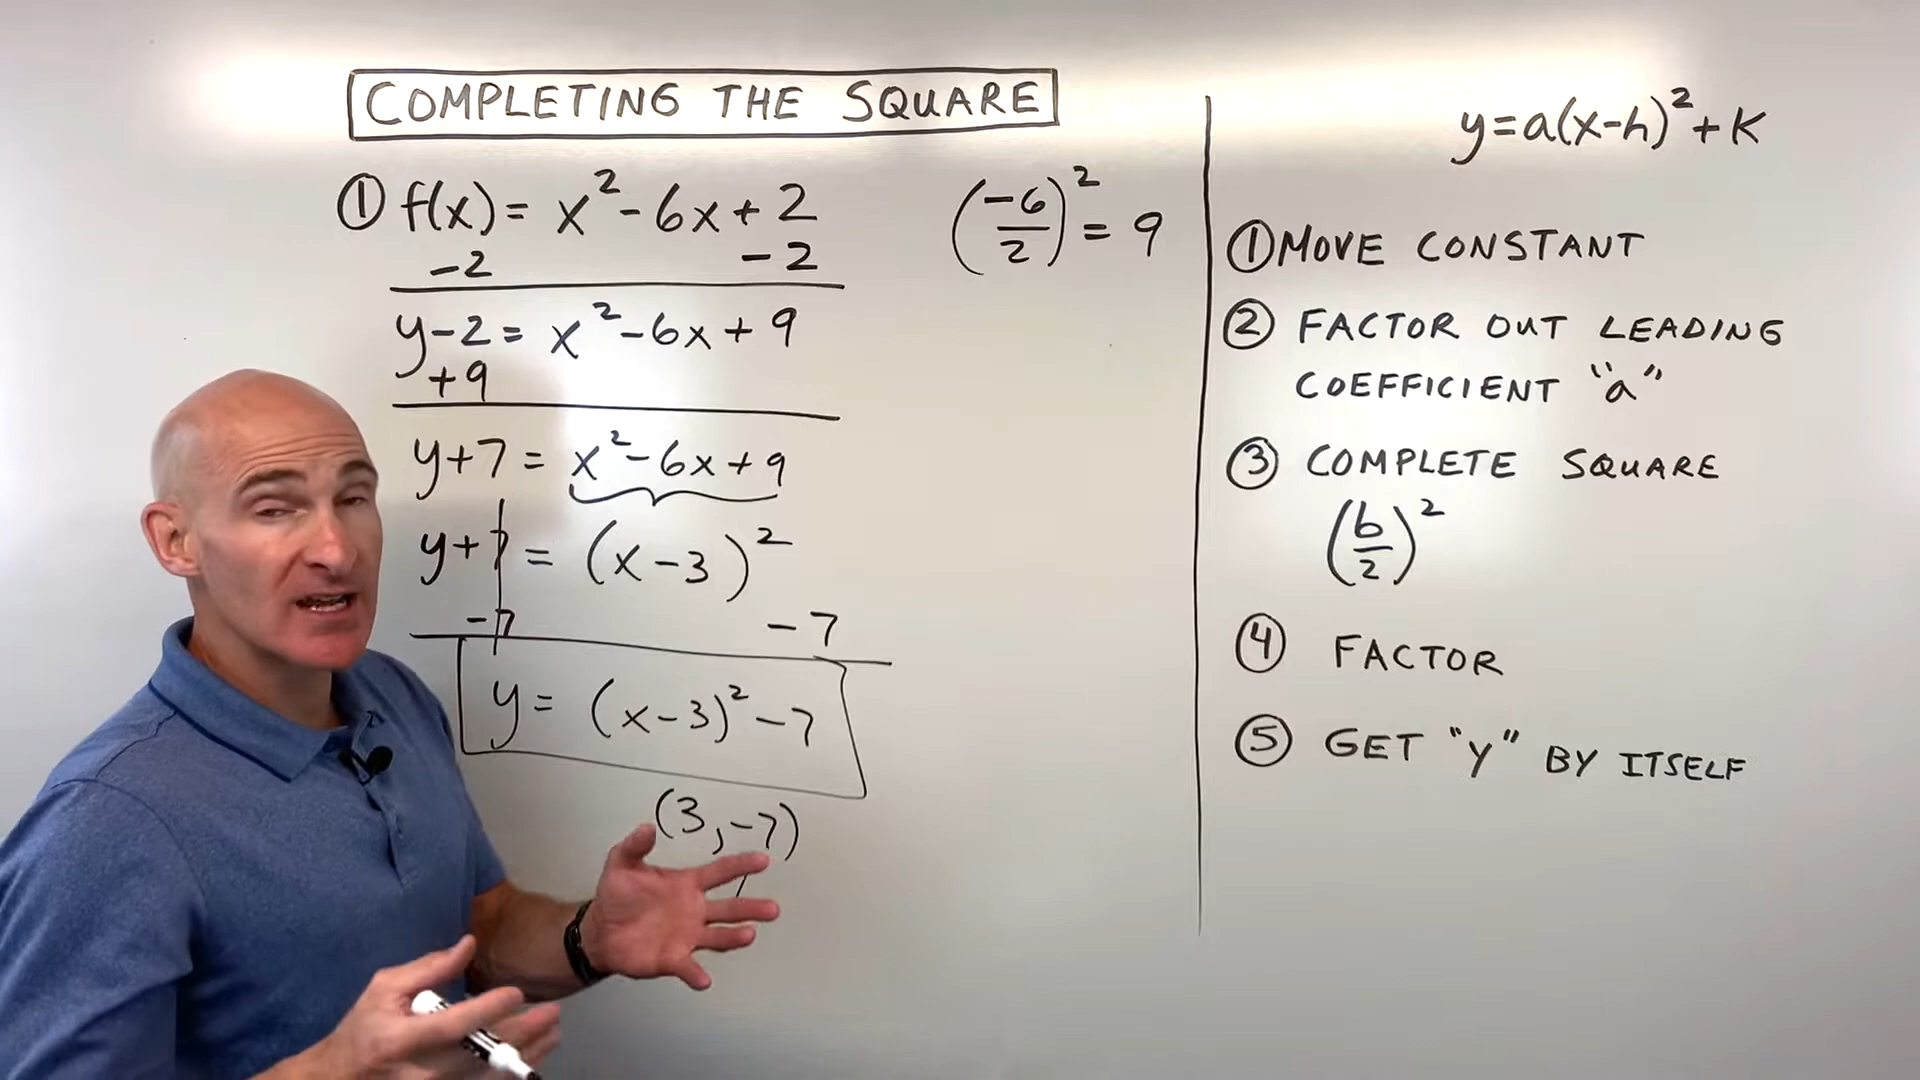 COMPLETING THE SQUARE
① f(x) = x² - 6x + 2
-2 -2
y - 2 = x² - 6x + 9
+9
y + 7 = x² - 6x + 9
y + 7 = (x - 3)²
-7 -7
y = (x - 3)² - 7
(3, -7)
(-6/2)² = 9
y = a(x - h)² + k
① MOVE CONSTANT
② FACTOR OUT LEADING
COEFFICIENT "a"
③ COMPLETE SQUARE
(b/2)²
④ FACTOR
⑤ GET "y" BY ITSELF